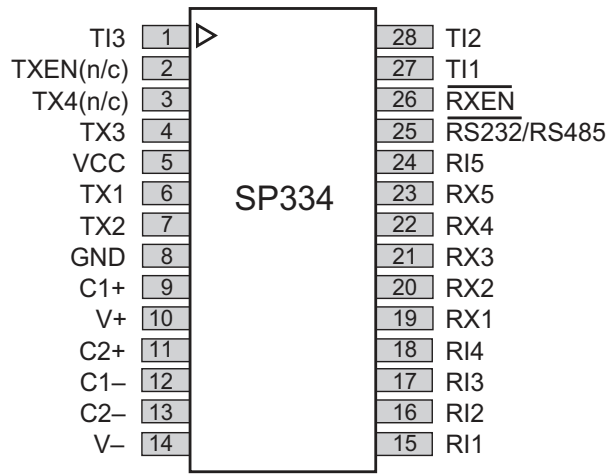 TI3 1 28 TI2
TXEN(n/c) 2 27 TI1
TX4(n/c) 3 26 RXEN
TX3 4 25 RS232/RS485
VCC 5 24 RI5
TX1 6 23 RX5
TX2 7 22 RX4
SP334
GND 8 21 RX3
C1+ 9 20 RX2
V+ 10 19 RX1
C2+ 11 18 RI4
C1– 12 17 RI3
C2– 13 16 RI2
V– 14 15 RI1